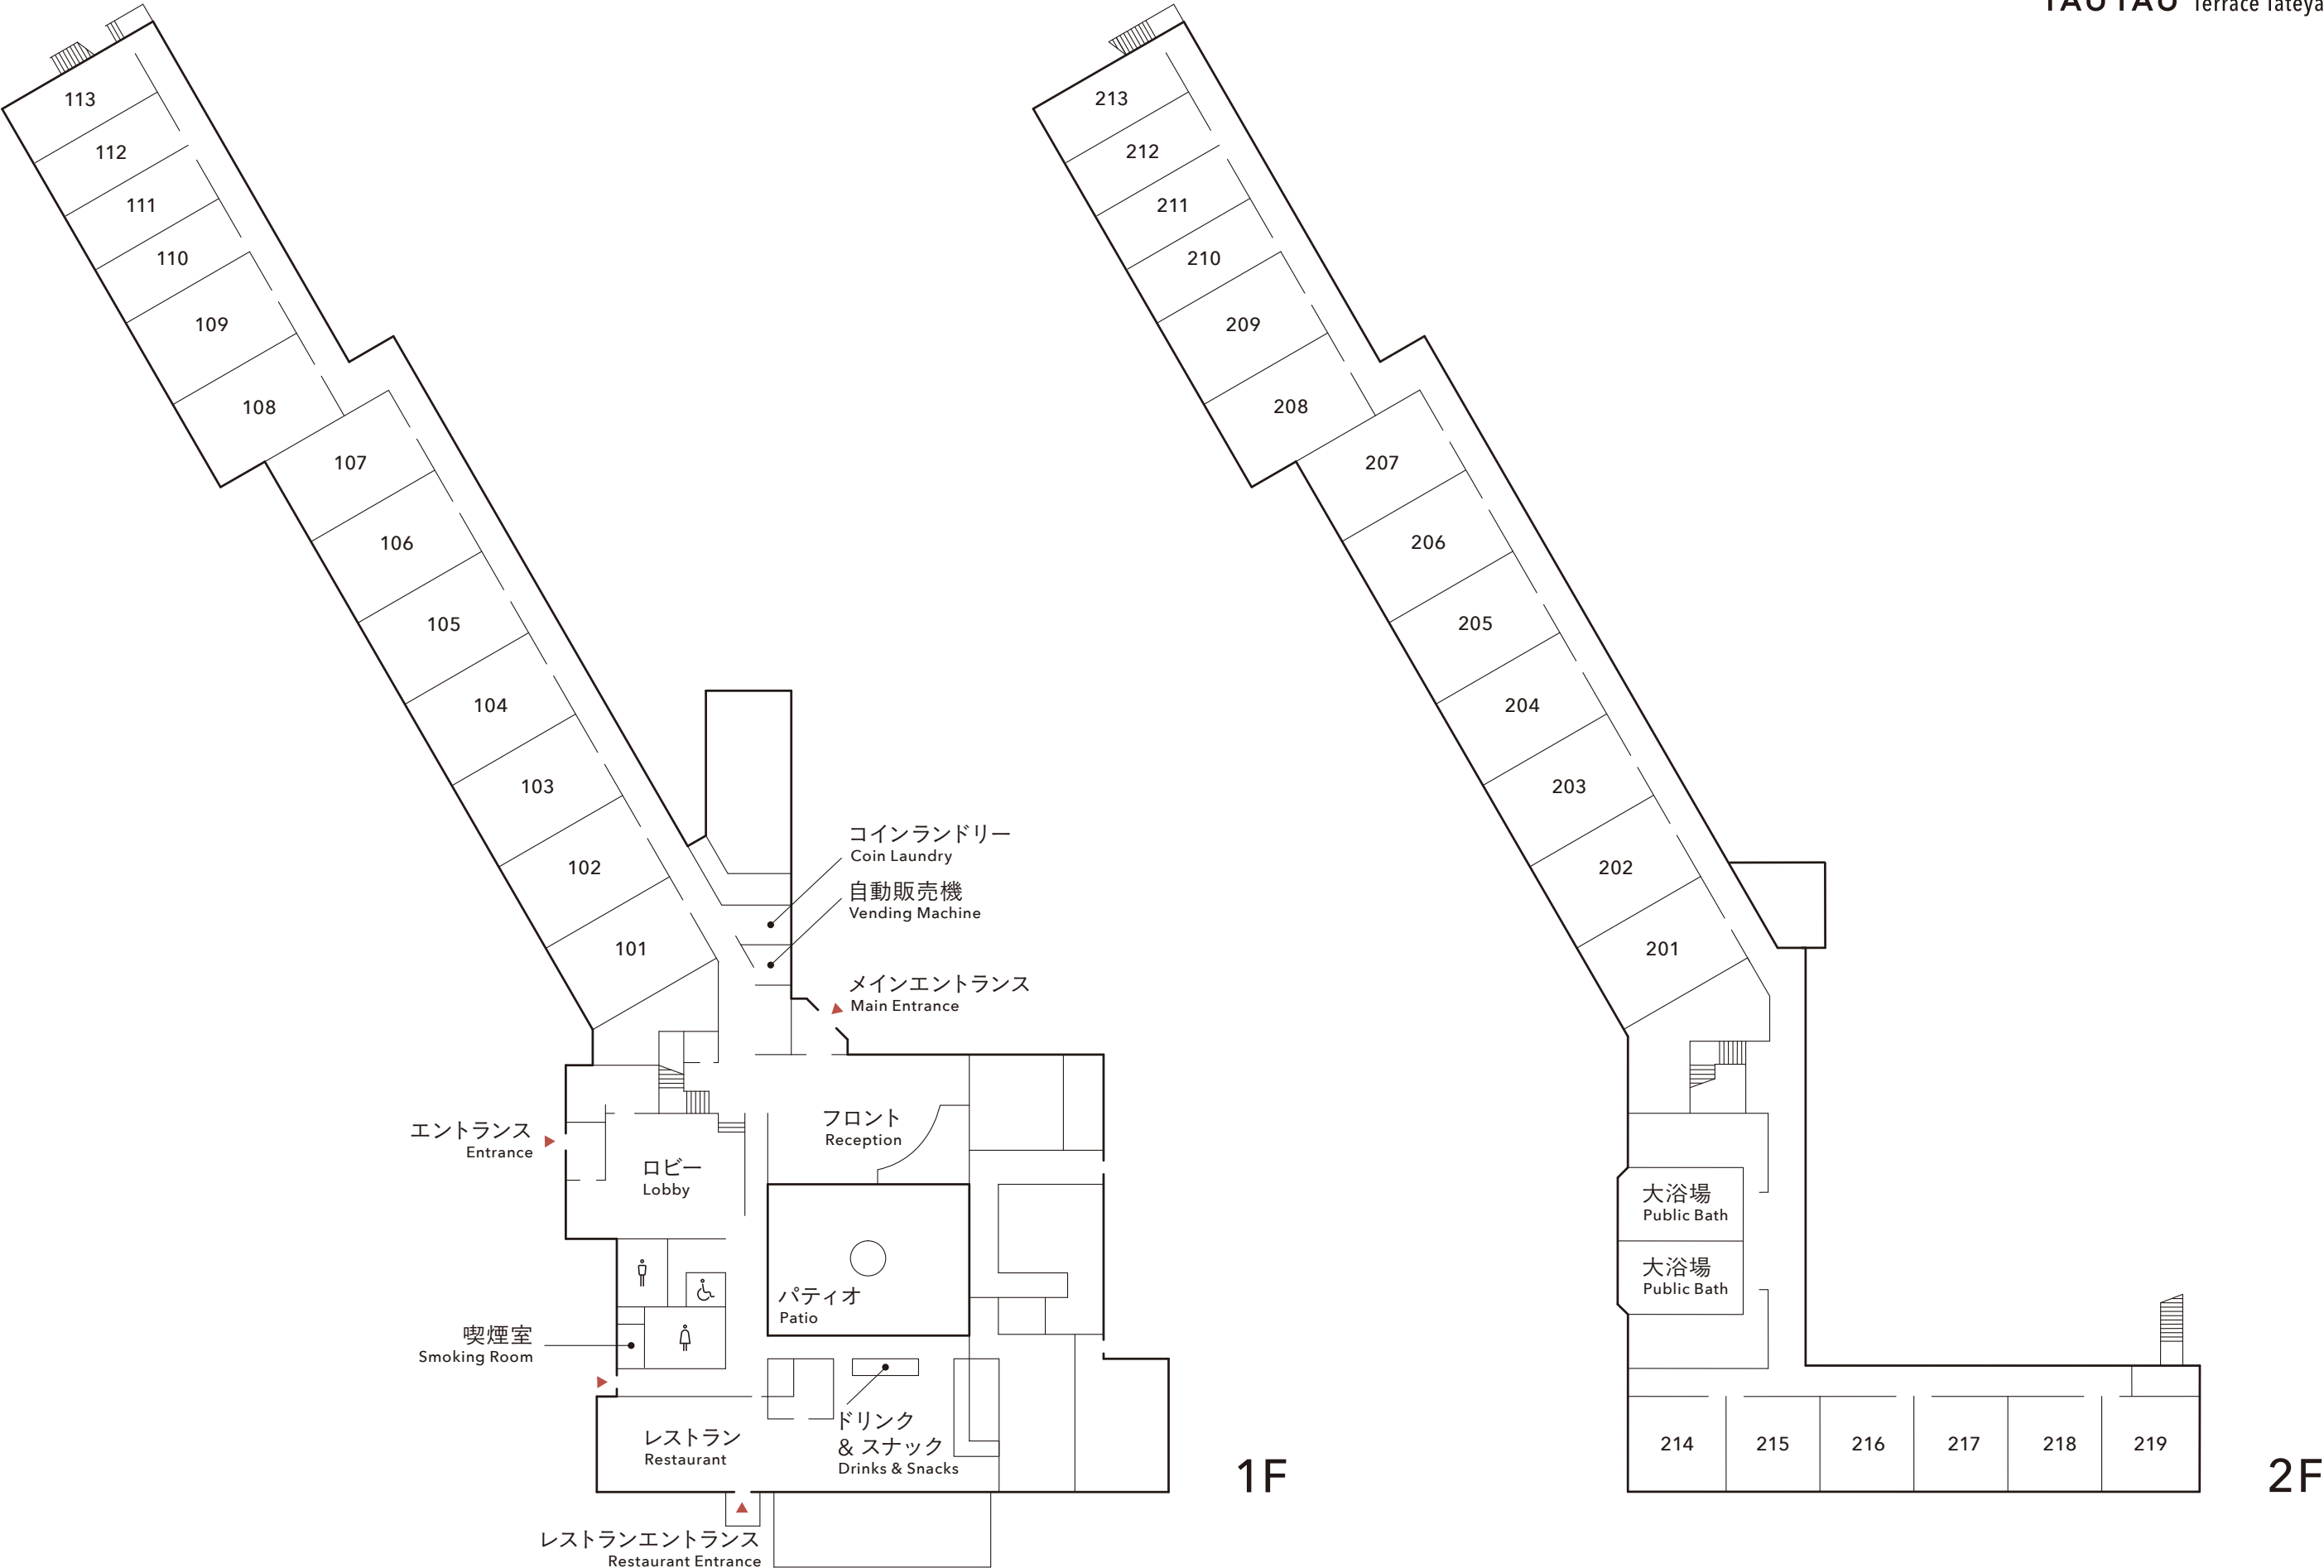 TAUTAU Terrace Tateya
113
112
111
110
109
108
107
106
105
104
103
102
101
コインランドリー
Coin Laundry
自動販売機
Vending Machine
メインエントランス
Main Entrance
フロント
Reception
エントランス
Entrance
ロビー
Lobby
パティオ
Patio
喫煙室
Smoking Room
ドリンク
& スナック
Drinks & Snacks
レストラン
Restaurant
レストランエントランス
Restaurant Entrance
1F
213
212
211
210
209
208
207
206
205
204
203
202
201
大浴場
Public Bath
大浴場
Public Bath
214 215 216 217 218 219
2F